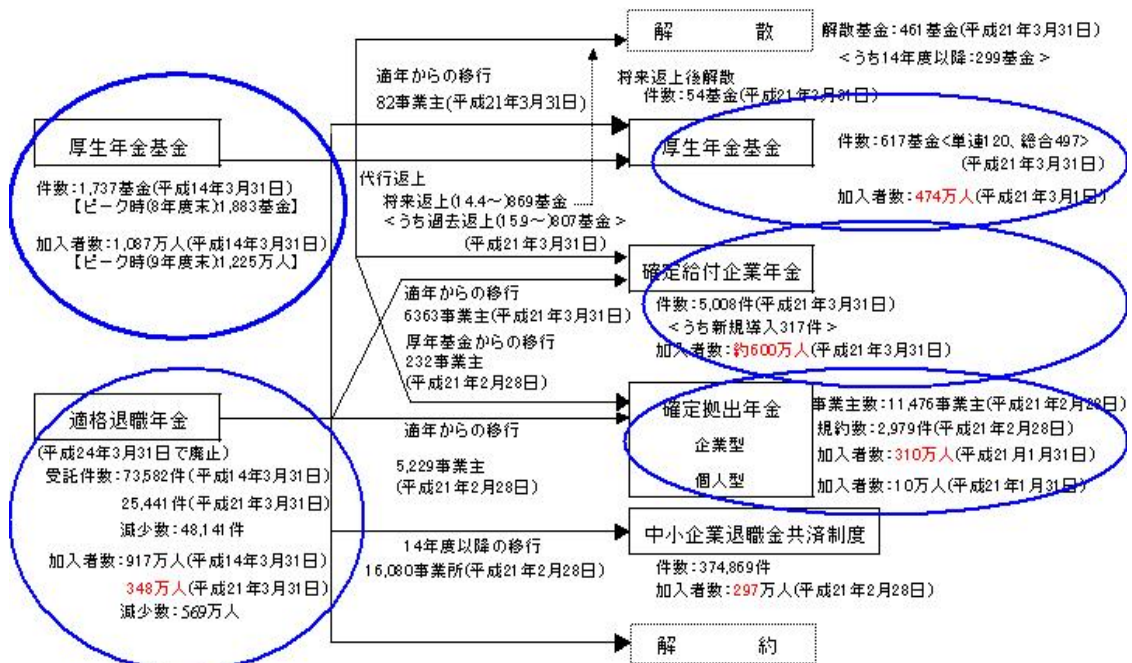 解　　散
解散基金：461基金(平成21年3月31日)
＜うち14年度以降：299基金＞
適年からの移行
82事業主(平成21年3月31日)
将来返上後解散
件数：54基金(平成21年3月31日)
厚生年金基金
件数：1,737基金(平成14年3月31日)
【ピーク時(8年度末)1,883基金】
加入者数：1,087万人(平成14年3月31日)
【ピーク時(9年度末)1,225万人】
厚生年金基金
件数：617基金<単連120、総合497>
(平成21年3月31日)
加入者数：474万人(平成21年3月1日)
代行返上
将来返上(14.4～)869基金
＜うち過去返上(15.9～)807基金＞
(平成21年3月31日)
確定給付企業年金
件数：5,008件(平成21年3月31日)
＜うち新規導入317件＞
加入者数：約600万人(平成21年3月31日)
適年からの移行
6363事業主(平成21年3月31日)
厚年基金からの移行
232事業主
(平成21年2月28日)
適格退職年金
(平成24年3月31日で廃止)
受託件数：73,582件(平成14年3月31日)
25,441件(平成21年3月31日)
減少数：48,141件
加入者数：917万人(平成14年3月31日)
348万人(平成21年3月31日)
減少数：569万人
確定拠出年金
企業型
個人型
事業主数：11,476事業主(平成21年2月28日)
規約数：2,979件(平成21年2月28日)
加入者数：310万人(平成21月1月31日)
加入者数：10万人(平成21年1月31日)
適年からの移行
5,229事業主
(平成21年2月28日)
中小企業退職金共済制度
件数：374,869件
加入者数：297万人(平成21年2月28日)
14年度以降の移行
16,080事業所(平成21年2月28日)
解　　約